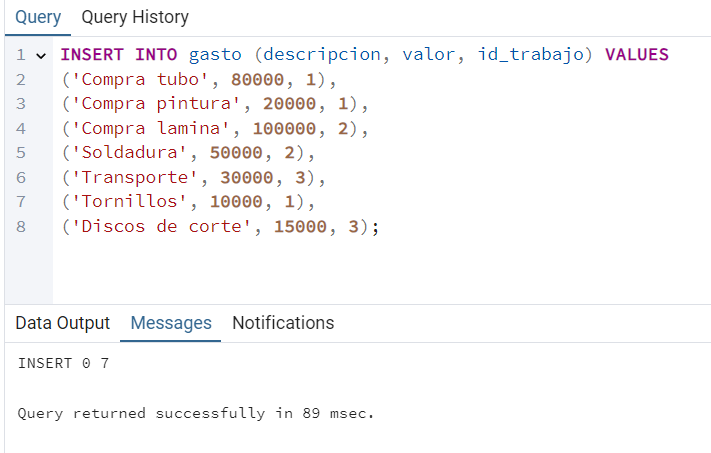 Query Query History
1 INSERT INTO gasto (descripcion, valor, id_trabajo) VALUES
2 ('Compra tubo', 80000, 1),
3 ('Compra pintura', 20000, 1),
4 ('Compra lamina', 100000, 2),
5 ('Soldadura', 50000, 2),
6 ('Transporte', 30000, 3),
7 ('Tornillos', 10000, 1),
8 ('Discos de corte', 15000, 3);
Data Output Messages Notifications
INSERT 0 7
Query returned successfully in 89 msec.